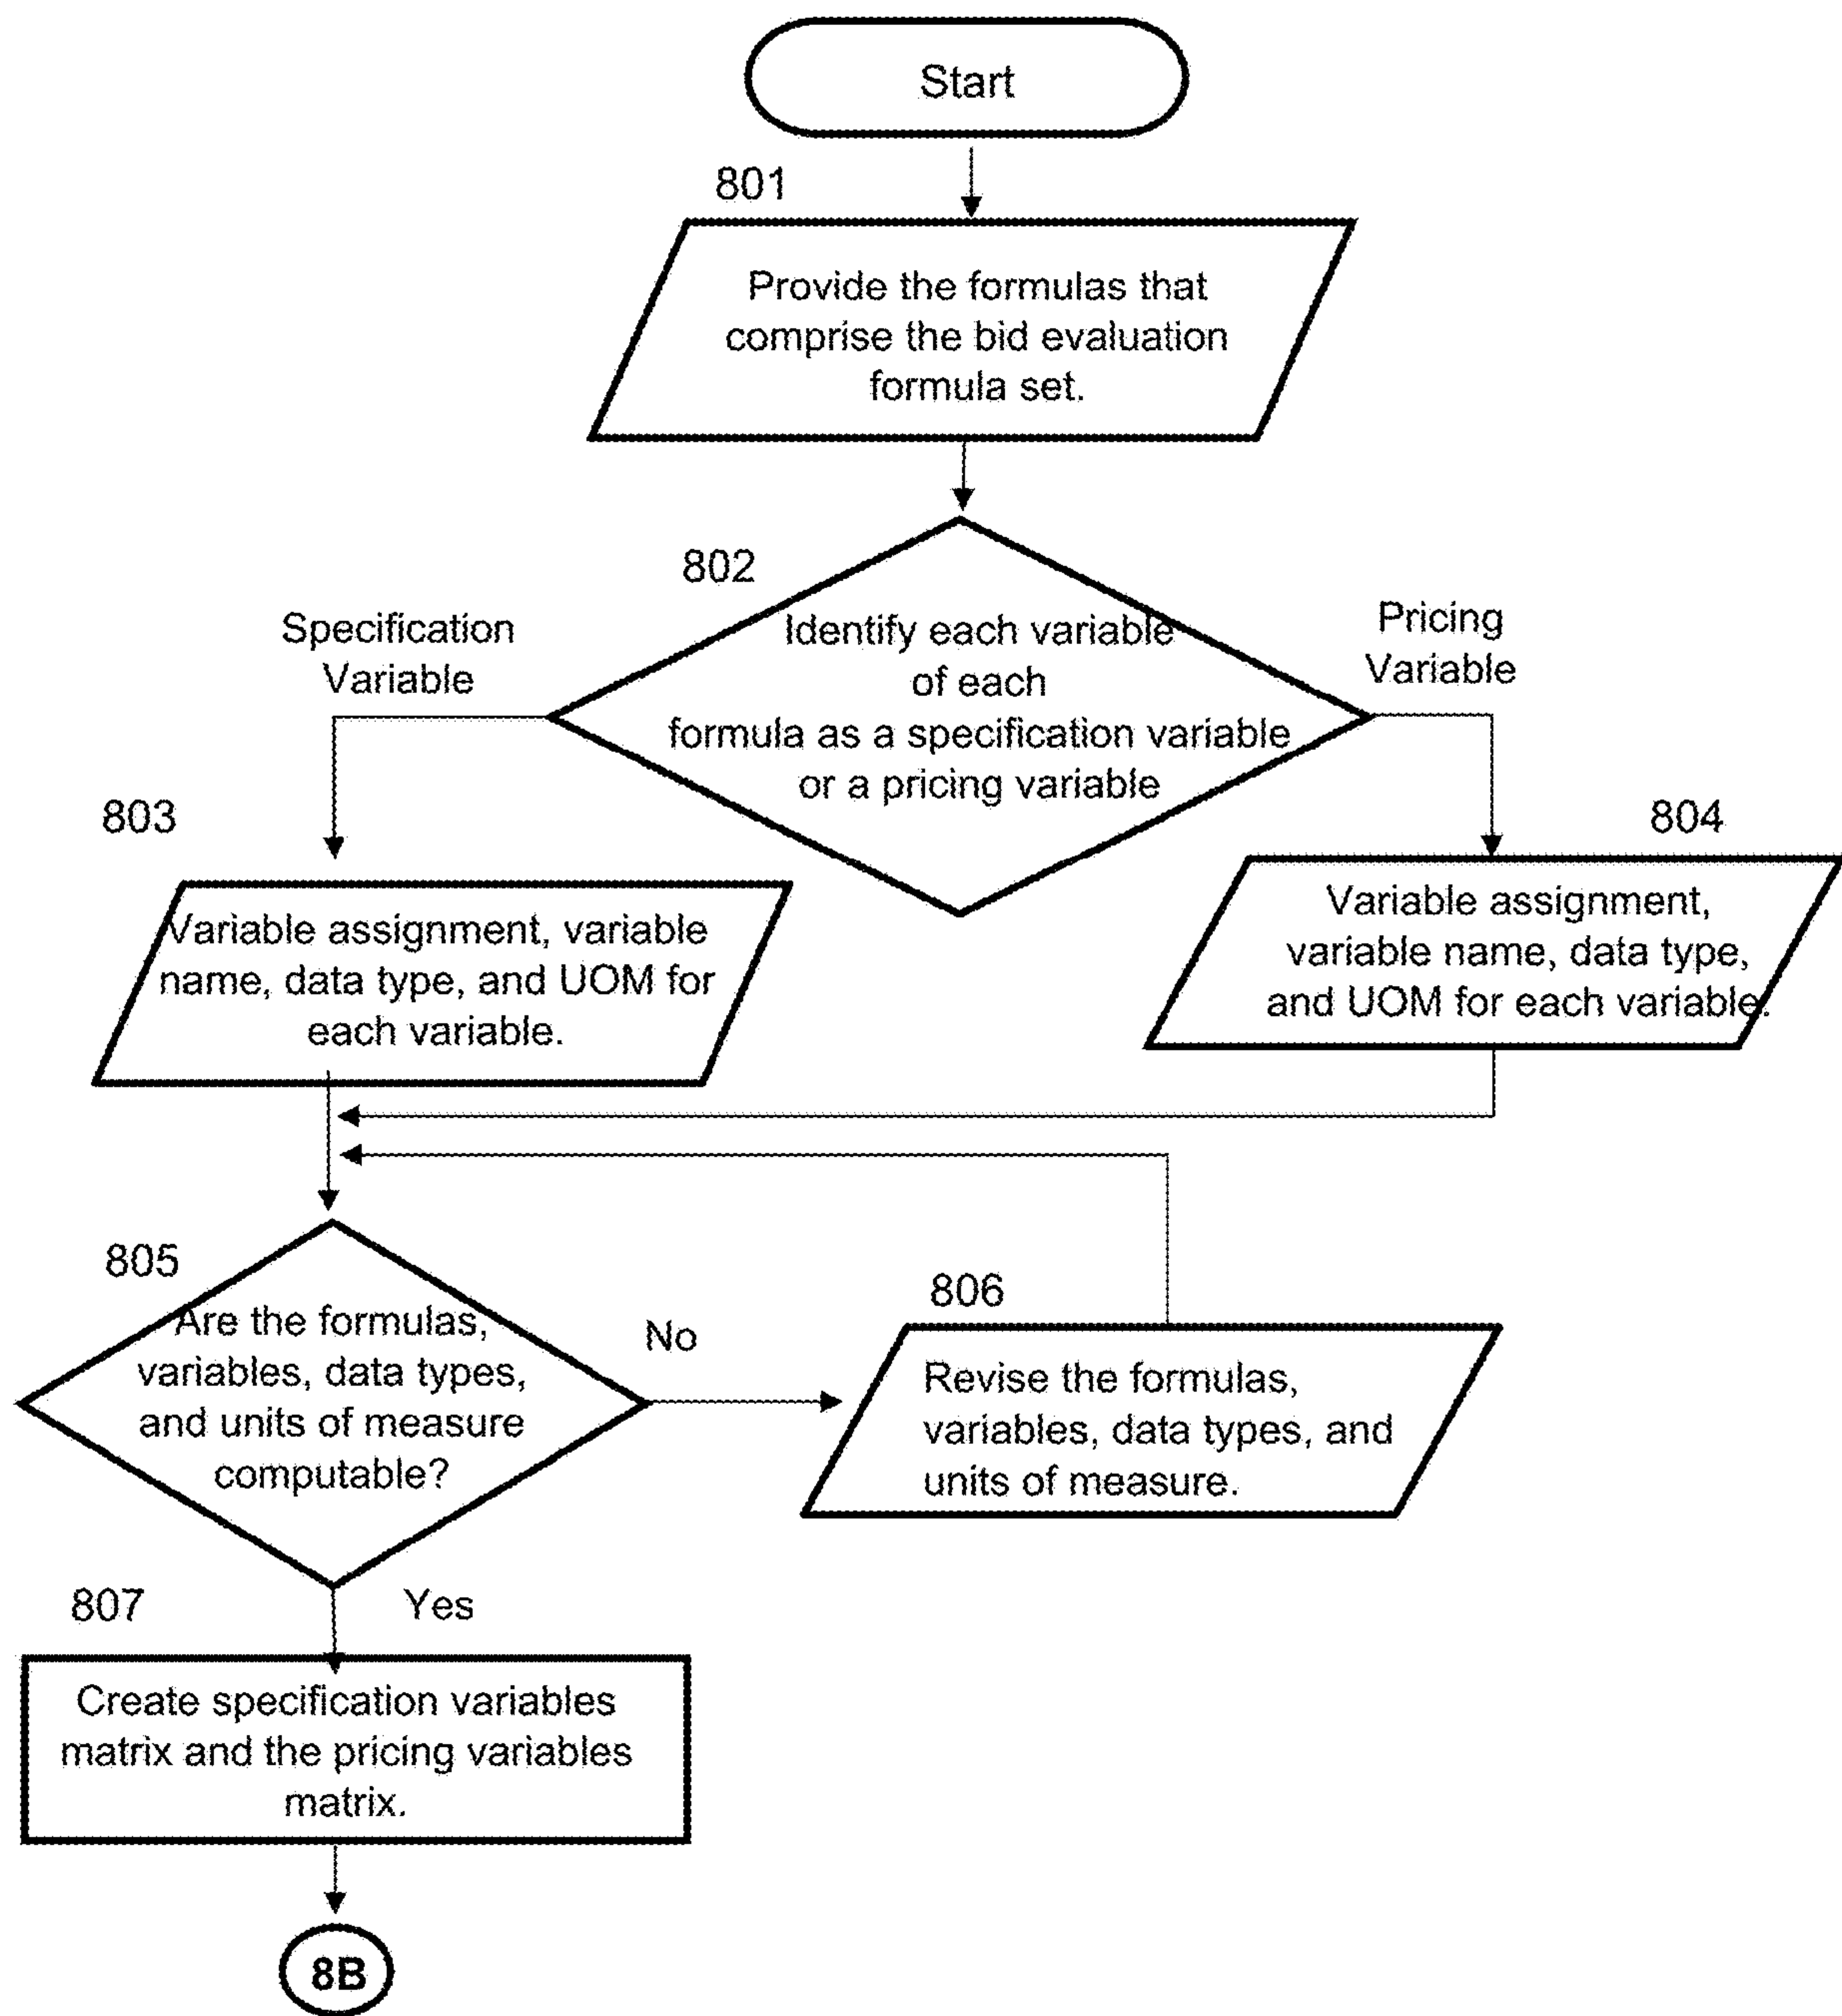 Start
801
Provide the formulas that
comprise the bid evaluation
formula set.
802
Specification
Variable
Identify each variable
of each
formula as a specification variable
or a pricing variable
Pricing
Variable
803
Variable assignment, variable
name, data type, and UOM for
each variable.
804
Variable assignment,
variable name, data type,
and UOM for each variable.
805
Are the formulas,
variables, data types,
and units of measure
computable?
No
806
Revise the formulas,
variables, data types, and
units of measure.
807
Yes
Create specification variables
matrix and the pricing variables
matrix.
8B